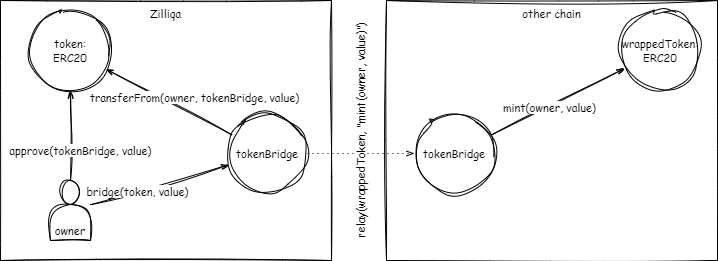 Zilliqa
token:
ERC20
transferFrom(owner, tokenBridge, value)
approve(tokenBridge, value)
tokenBridge
bridge(token, value)
owner
relay(wrappedToken, "mint(owner, value)")
other chain
wrappedToken:
ERC20
mint(owner, value)
tokenBridge